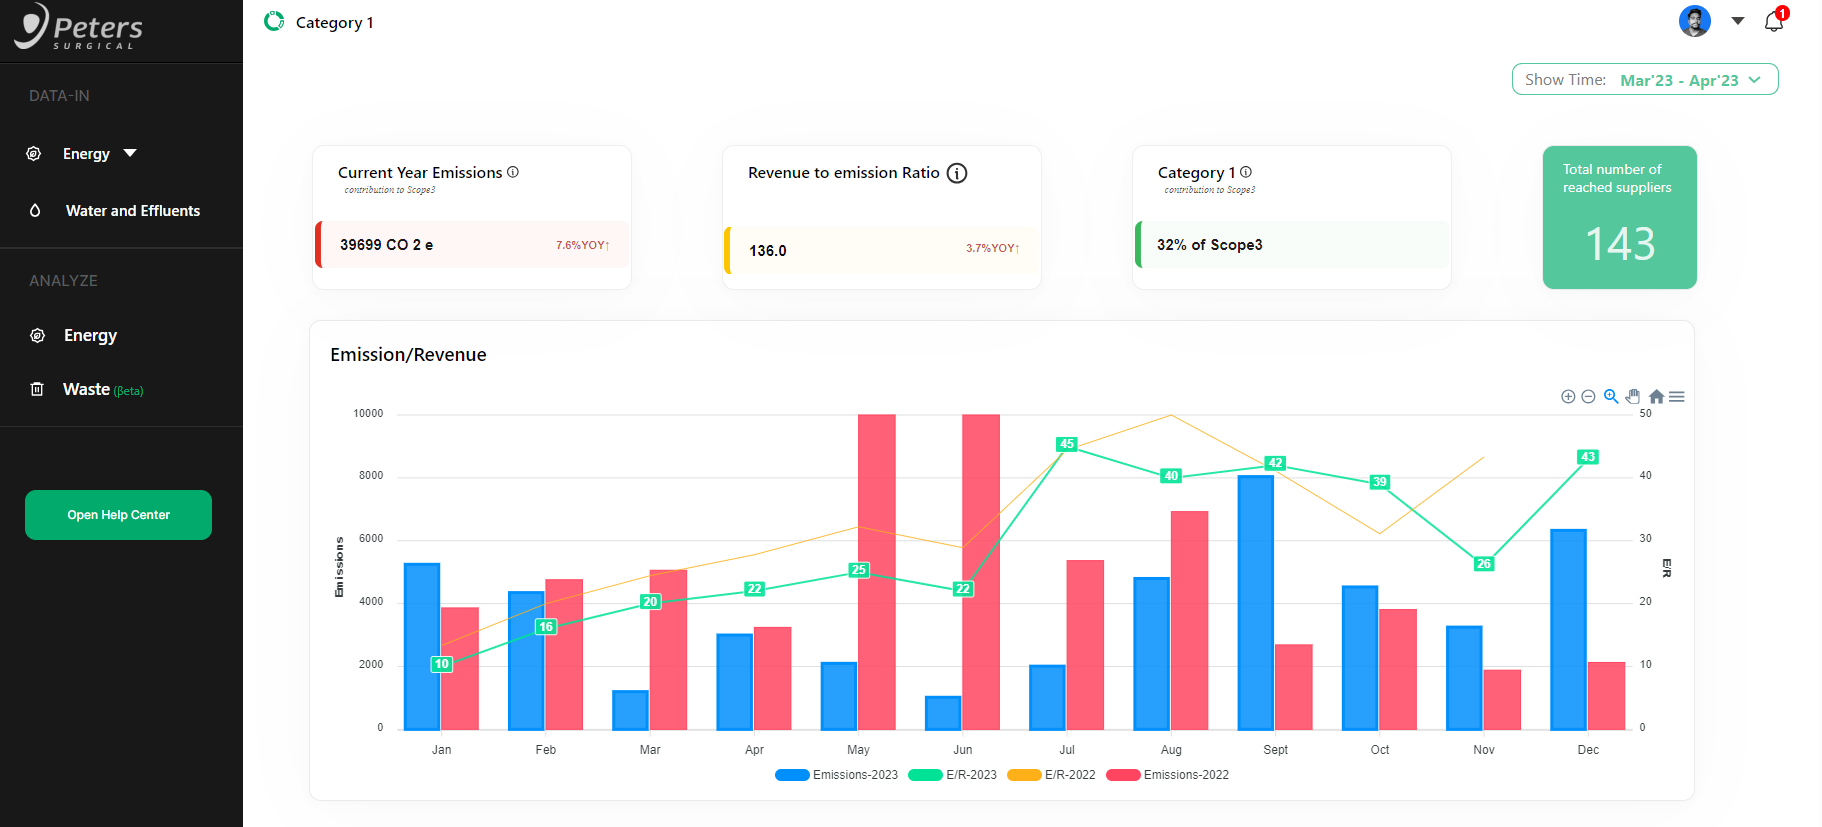 Peters
SURGICAL
Category 1
1
DATA-IN
Show Time: Mar'23 - Apr'23
Energy
Water and Effluents
Current Year Emissions
contribution to Scope3
39699 CO 2 e
7.6%YOY↑
Revenue to emission Ratio
136.0
3.7%YOY↑
Category 1
contribution to Scope3
32% of Scope3
Total number of
reached suppliers
143
ANALYZE
Energy
Waste (βeta)
Open Help Center
Emission/Revenue
10000
8000
6000
4000
2000
0
Emissions
50
40
30
20
10
0
E/R
10
16
20
22
25
22
45
40
42
39
26
43
Jan Feb Mar Apr May Jun Jul Aug Sept Oct Nov Dec
Emissions-2023 E/R-2023 E/R-2022 Emissions-2022